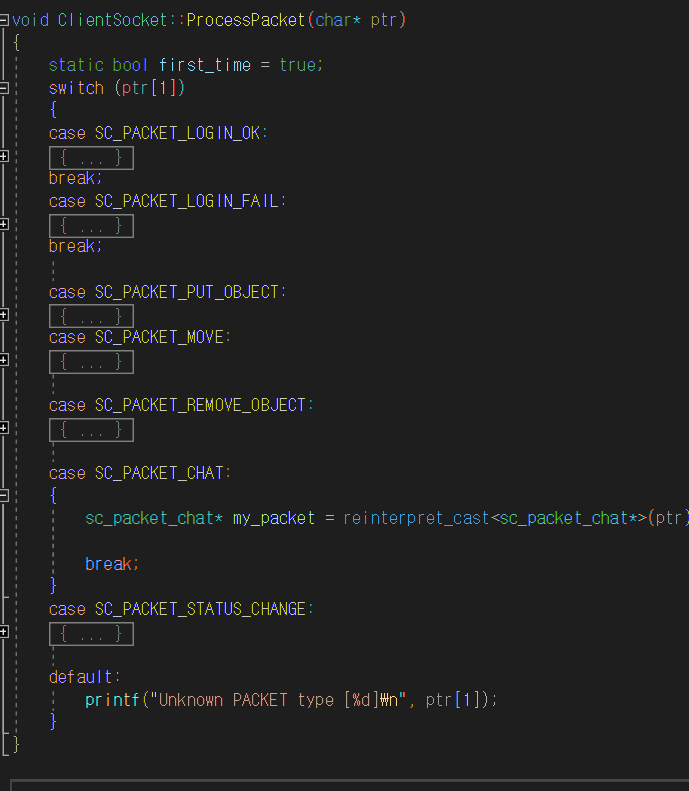 void ClientSocket::ProcessPacket(char* ptr)
{
static bool first_time = true;
switch (ptr[1])
{
case SC_PACKET_LOGIN_OK:
{ ... }
break;
case SC_PACKET_LOGIN_FAIL:
{ ... }
break;
case SC_PACKET_PUT_OBJECT:
{ ... }
case SC_PACKET_MOVE:
{ ... }
case SC_PACKET_REMOVE_OBJECT:
{ ... }
case SC_PACKET_CHAT:
{
sc_packet_chat* my_packet = reinterpret_cast<sc_packet_chat*>(ptr)
break;
}
case SC_PACKET_STATUS_CHANGE:
{ ... }
default:
printf("Unknown PACKET type [%d]₩n", ptr[1]);
}
}